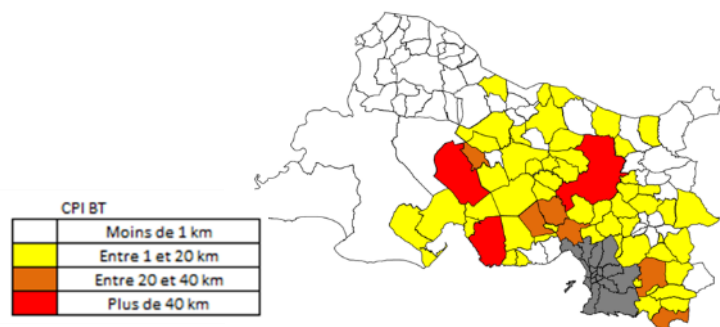 CPI BT
Moins de 1 km
Entre 1 et 20 km
Entre 20 et 40 km
Plus de 40 km